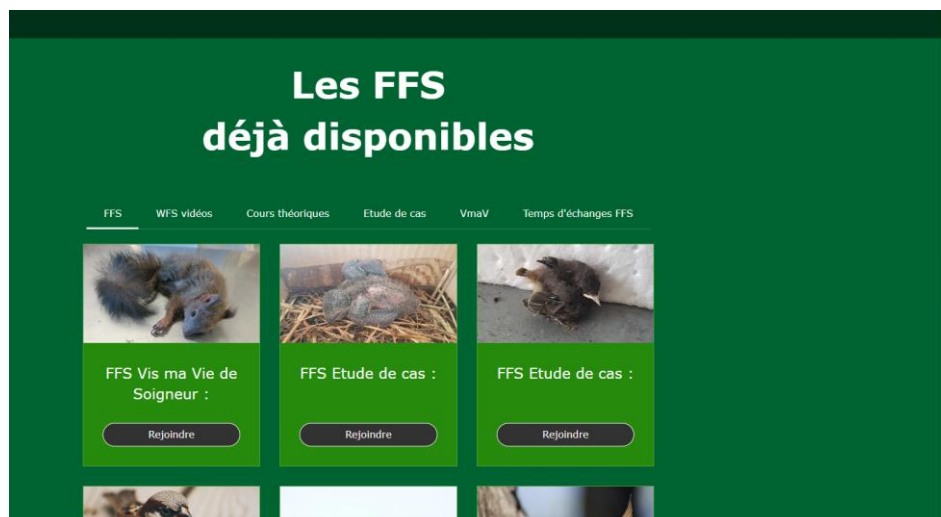 Les FFS
déjà disponibles
FFS WFS vidéos Cours théoriques Etude de cas VmaV Temps d'échanges FFS
FFS Vis ma Vie de
Soigneur :
Rejoindre
FFS Etude de cas :
Rejoindre
FFS Etude de cas :
Rejoindre